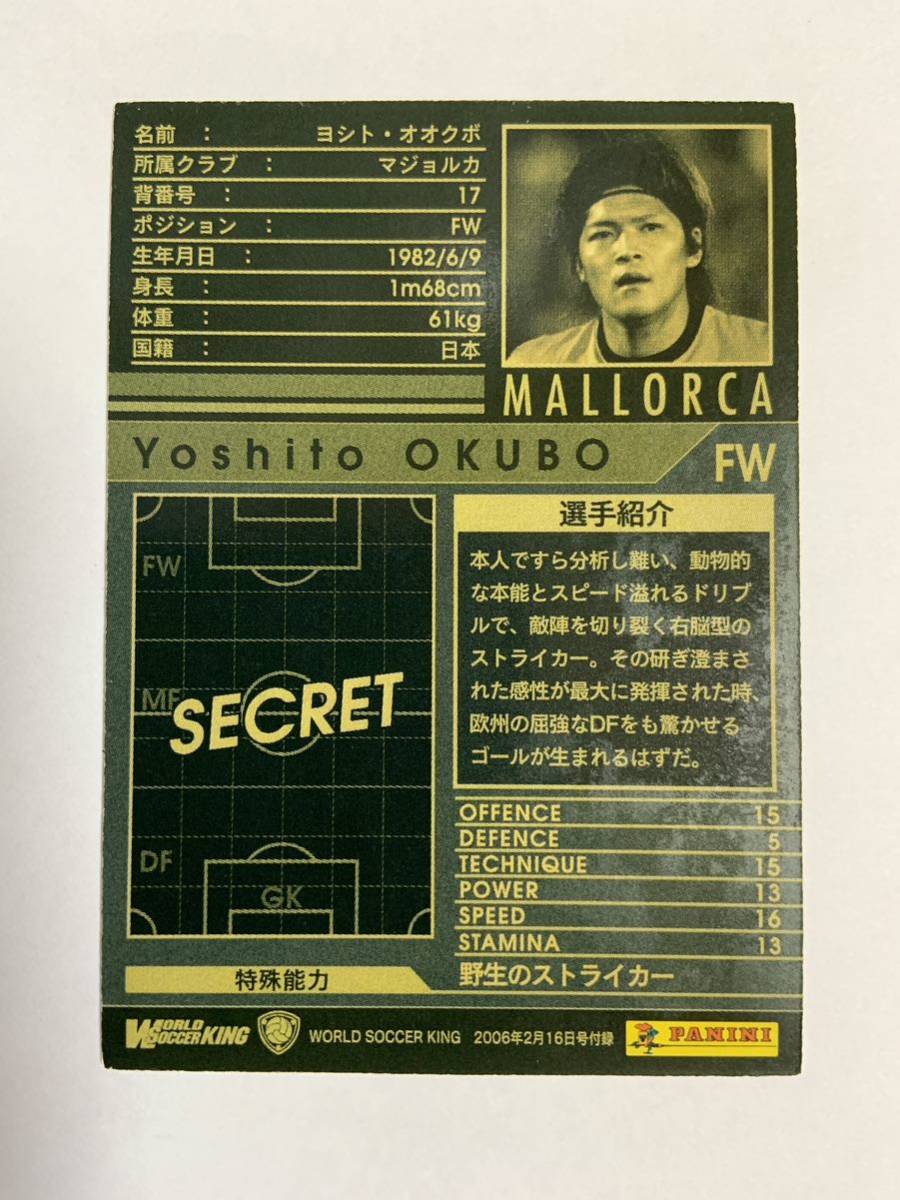 名前 : ヨシト・オオクボ
所属クラブ : マジョルカ
背番号 : 17
ポジション : FW
生年月日 : 1982/6/9
身長 : 1m68cm
体重 : 61kg
国籍 : 日本
MALLORCA
Yoshito OKUBO
FW
FW
MF
SECRET
DF
GK
選手紹介
本人ですら分析し難い、動物的
な本能とスピード溢れるドリブ
ルで、敵陣を切り裂く右脳型の
ストライカー。その研ぎ澄まさ
れた感性が最大に発揮された時、
欧州の屈強なDFをも驚かせる
ゴールが生まれるはずだ。
OFFENCE 15
DEFENCE 5
TECHNIQUE 15
POWER 13
SPEED 16
STAMINA 13
特殊能力 野生のストライカー
WORLD SOCCER KING WORLD SOCCER KING 2006年2月16日号付録 PANINI